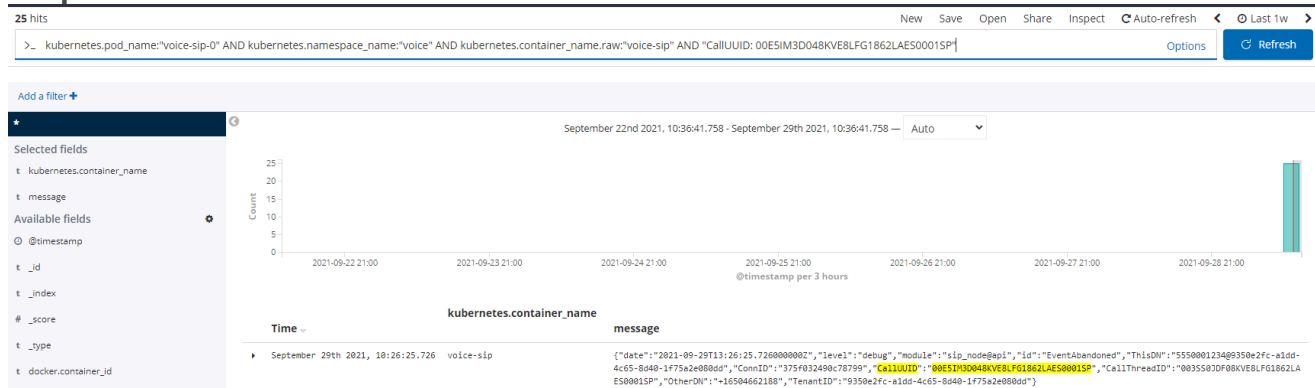 25 hits
New Save Open Share Inspect Auto-refresh Last 1w
>_ kubernetes.pod_name:"voice-sip-0" AND kubernetes.namespace_name:"voice" AND kubernetes.container_name.raw:"voice-sip" AND "CallUUID: 00E5IM3D048KVE8LFG1862LAES0001SP"
Options
Refresh
Add a filter +
*
September 22nd 2021, 10:36:41.758 - September 29th 2021, 10:36:41.758 — Auto
Selected fields
t kubernetes.container_name
t message
Available fields
@timestamp
t _id
t _index
# _score
t _type
t docker.container_id
Count
25
20
15
10
5
0
2021-09-22 21:00 2021-09-23 21:00 2021-09-24 21:00 2021-09-25 21:00 2021-09-26 21:00 2021-09-27 21:00 2021-09-28 21:00
@timestamp per 3 hours
Time kubernetes.container_name message
September 29th 2021, 10:26:25.726 voice-sip {"date":"2021-09-29T13:26:25.726000000Z","level":"debug","module":"sip_node@api","id":"EventAbandoned","ThisDN":"5550001234@9350e2fc-a1dd-
4c65-8d40-1f75a2e080dd","ConnID":"375f032490c78799","CallUUID":"00E5IM3D048KVE8LFG1862LAES0001SP","CallThreadID":"003SS0JDF08KVE8LFG1862LA
ES0001SP","OtherDN":"+16504662188","TenantID":"9350e2fc-a1dd-4c65-8d40-1f75a2e080dd"}